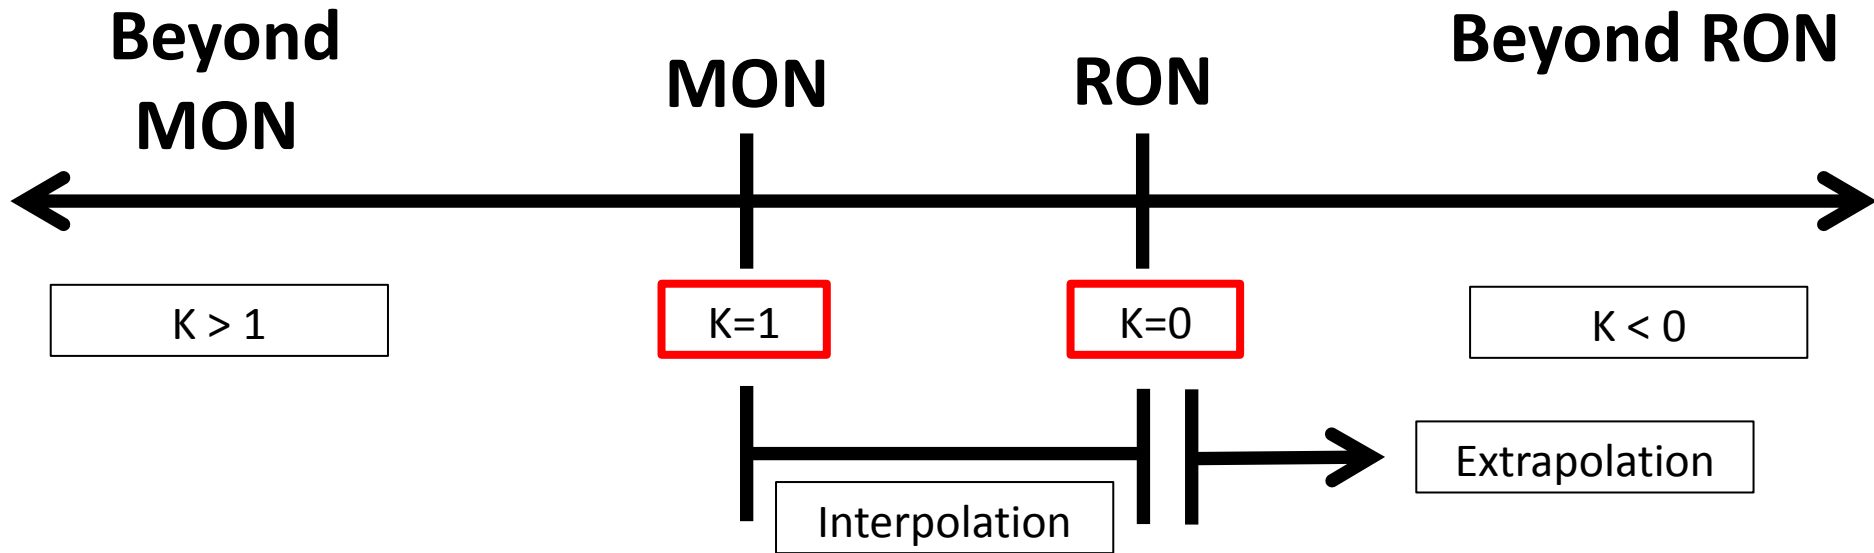 Beyond
MON
MON
RON
Beyond RON
K > 1
K=1
K=0
K < 0
Interpolation
Extrapolation